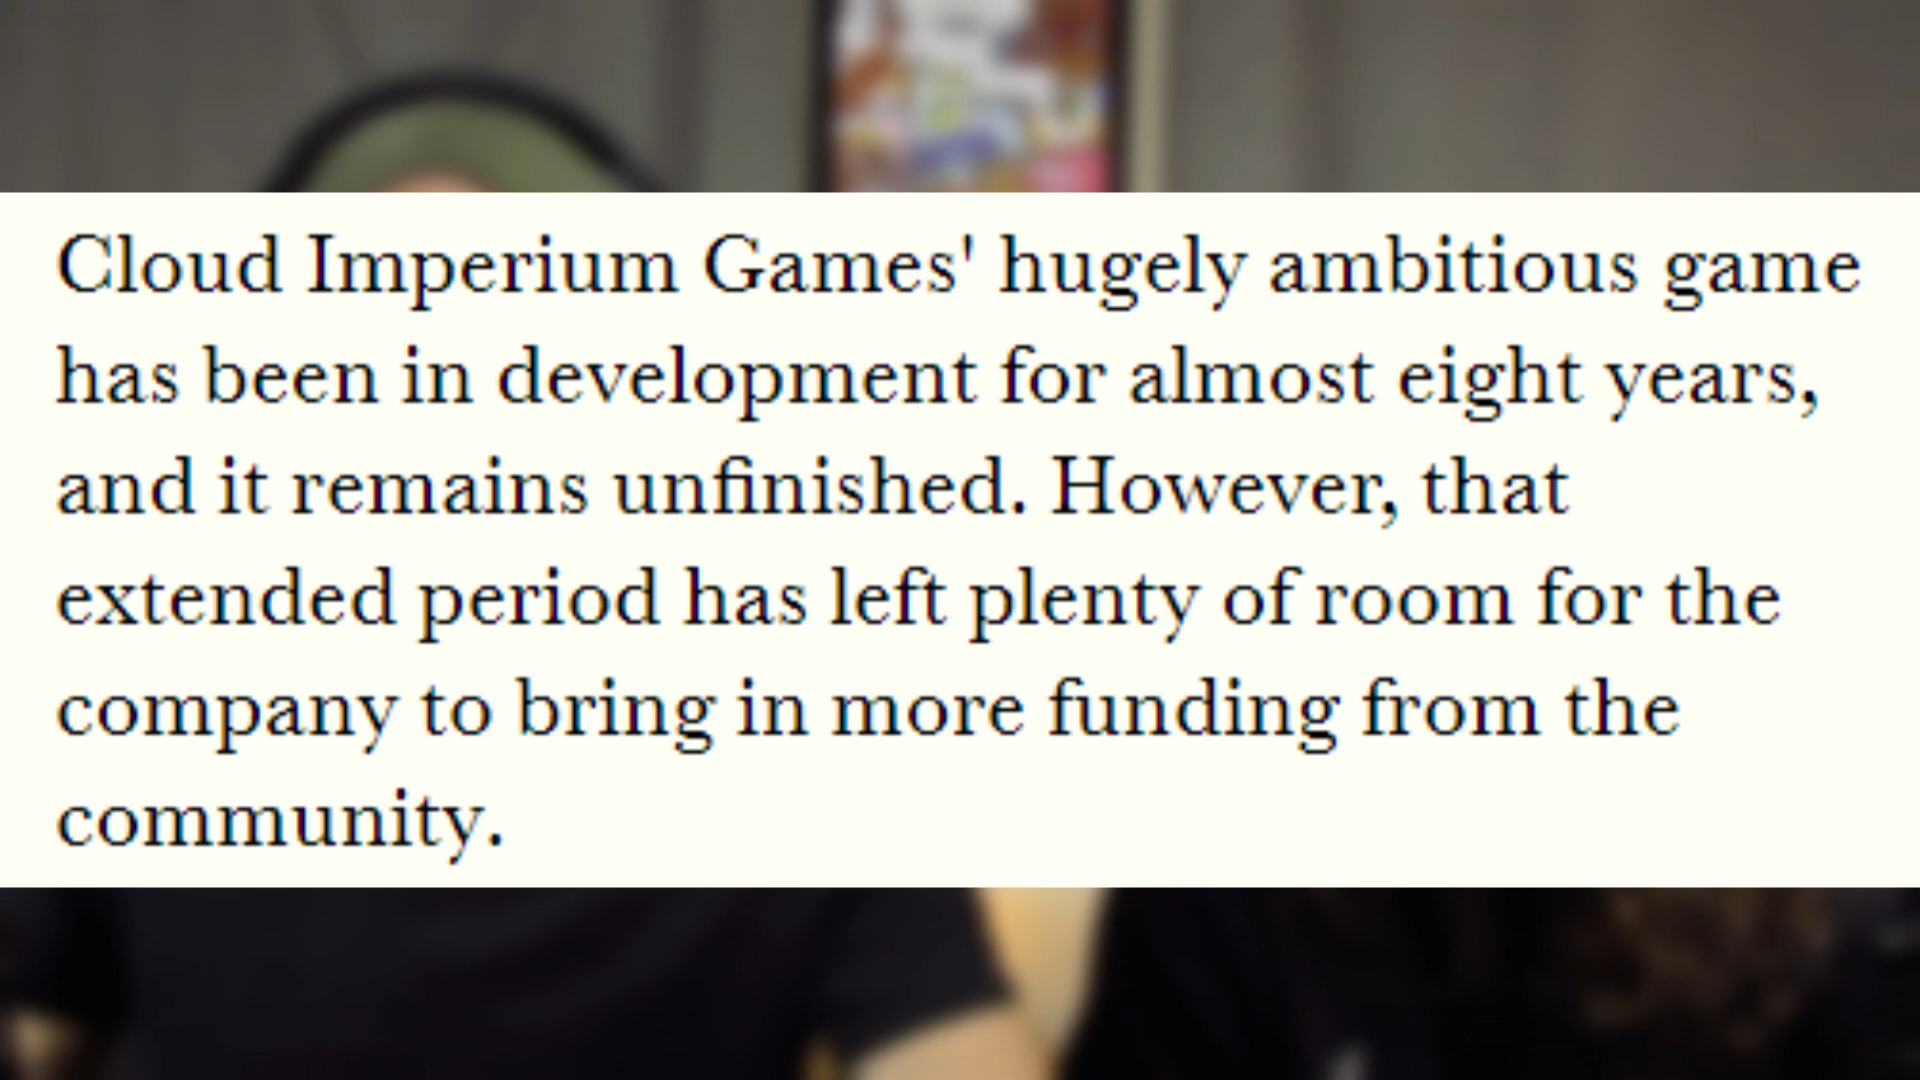 Cloud Imperium Games' hugely ambitious game
has been in development for almost eight years,
and it remains unfinished. However, that
extended period has left plenty of room for the
company to bring in more funding from the
community.